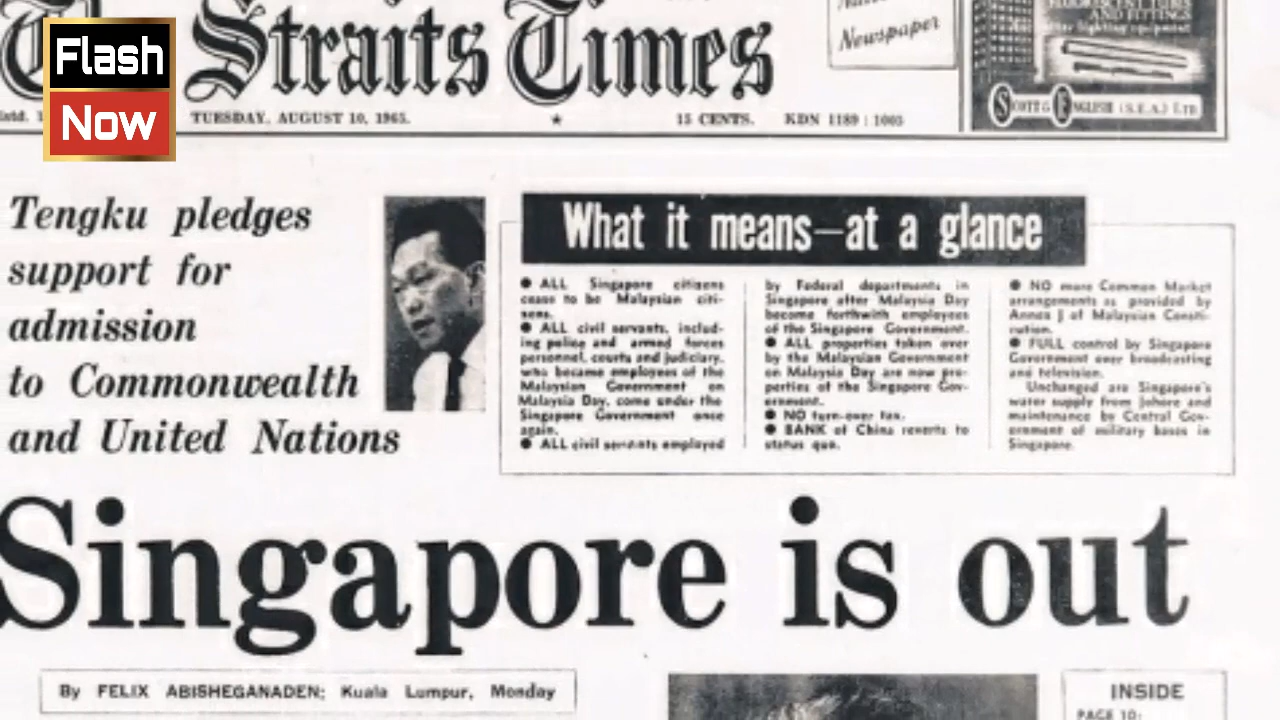 Flash
Now
Straits Times
Newspaper
AND FITTINGS
SCOTT & ENGLISH (S.E.A.) LTD
TUESDAY, AUGUST 10, 1965.
15 CENTS.
KDN 1189 : 1005
Tengku pledges
support for
admission
to Commonwealth
and United Nations
What it means—at a glance
● ALL Singapore citizens
cease to be Malaysian citi-
zens.
● ALL civil servants, includ-
ing police and armed forces
personnel, courts and judiciary,
who became employees of the
Malaysian Government on
Malaysia Day, come under the
Singapore Government once
again.
● ALL civil servants employed
by Federal departments in
Singapore after Malaysia Day
become forthwith employees
of the Singapore Government.
● ALL properties taken over
by the Malaysian Government
on Malaysia Day are now pro-
perties of the Singapore Gov-
ernment.
● NO turn-over tax.
● BANK of China reverts to
status quo.
● NO more Common Market
arrangements as provided by
Annex J of Malaysian Consti-
tution.
● FULL control by Singapore
Government over broadcasting
and television.
Unchanged are Singapore's
water supply from Johore and
maintenance by Central Gov-
ernment of military bases in
Singapore.
Singapore is out
By FELIX ABISHEGANADEN: Kuala Lumpur, Monday
INSIDE
PAGE 10: